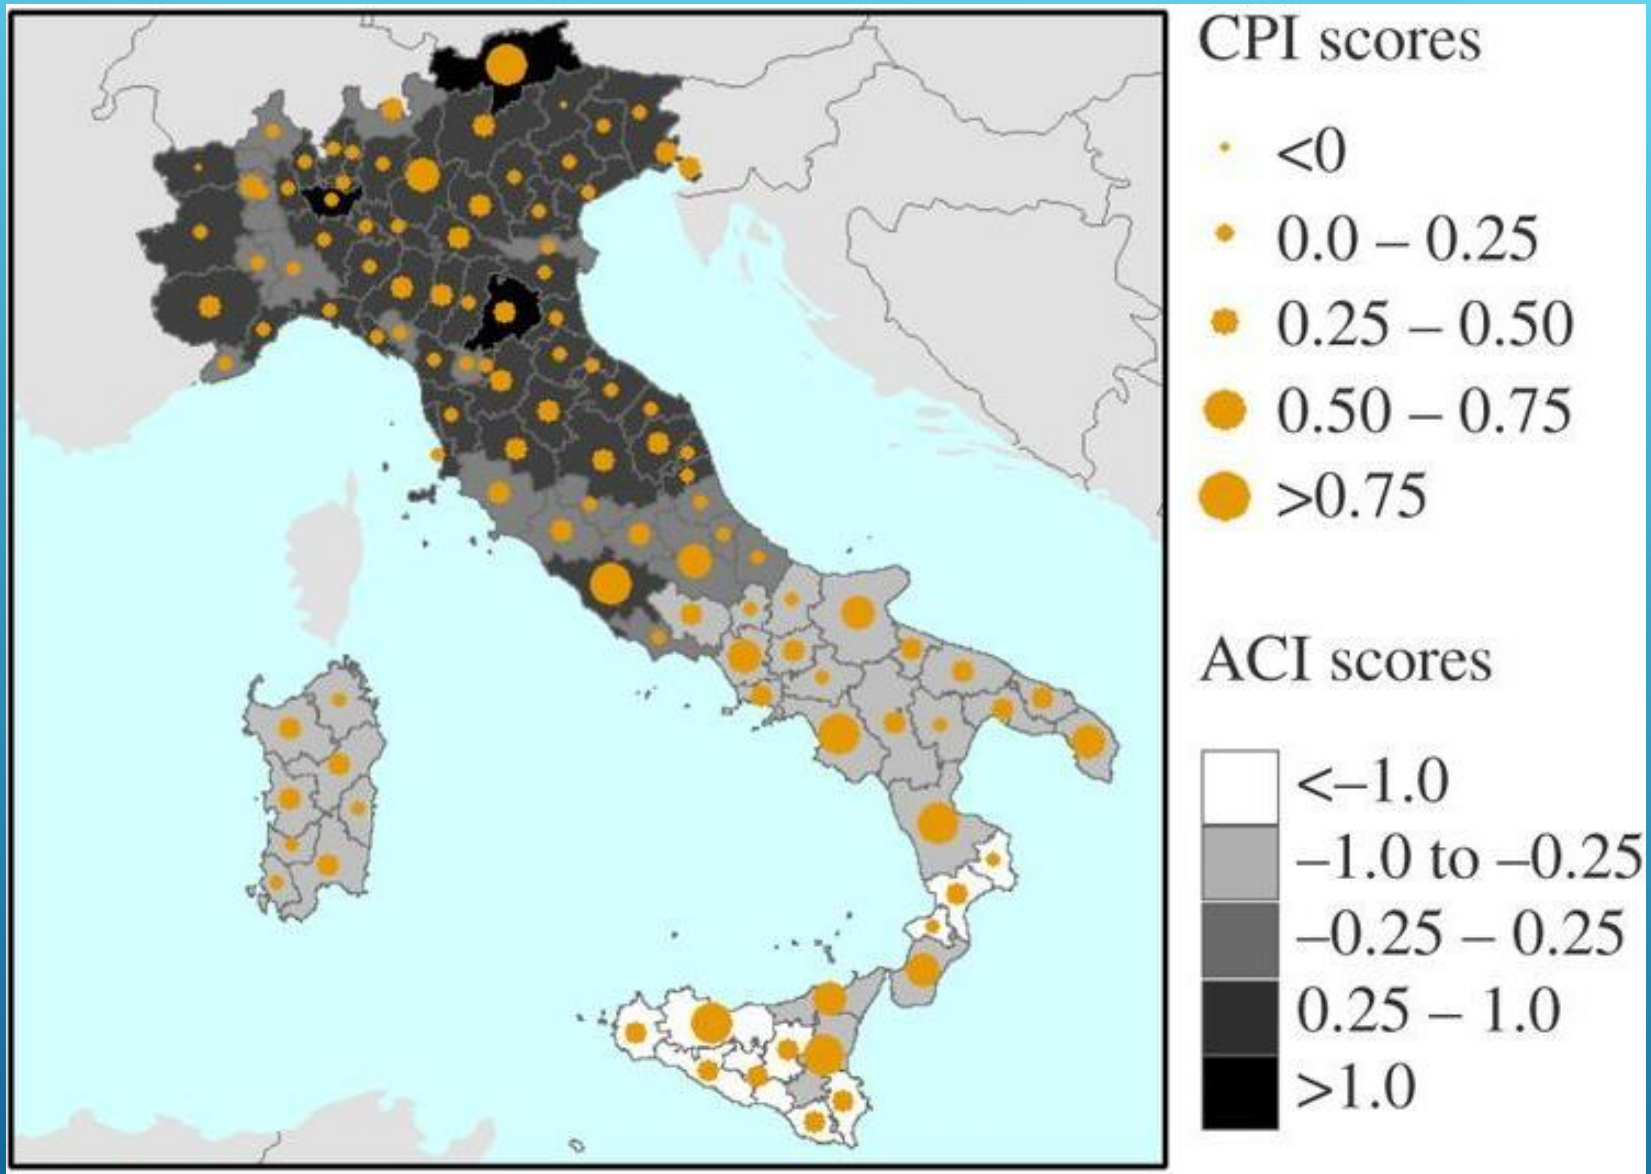 CPI scores
<0
0.0 – 0.25
0.25 – 0.50
0.50 – 0.75
>0.75
ACI scores
<–1.0
–1.0 to –0.25
–0.25 – 0.25
0.25 – 1.0
>1.0